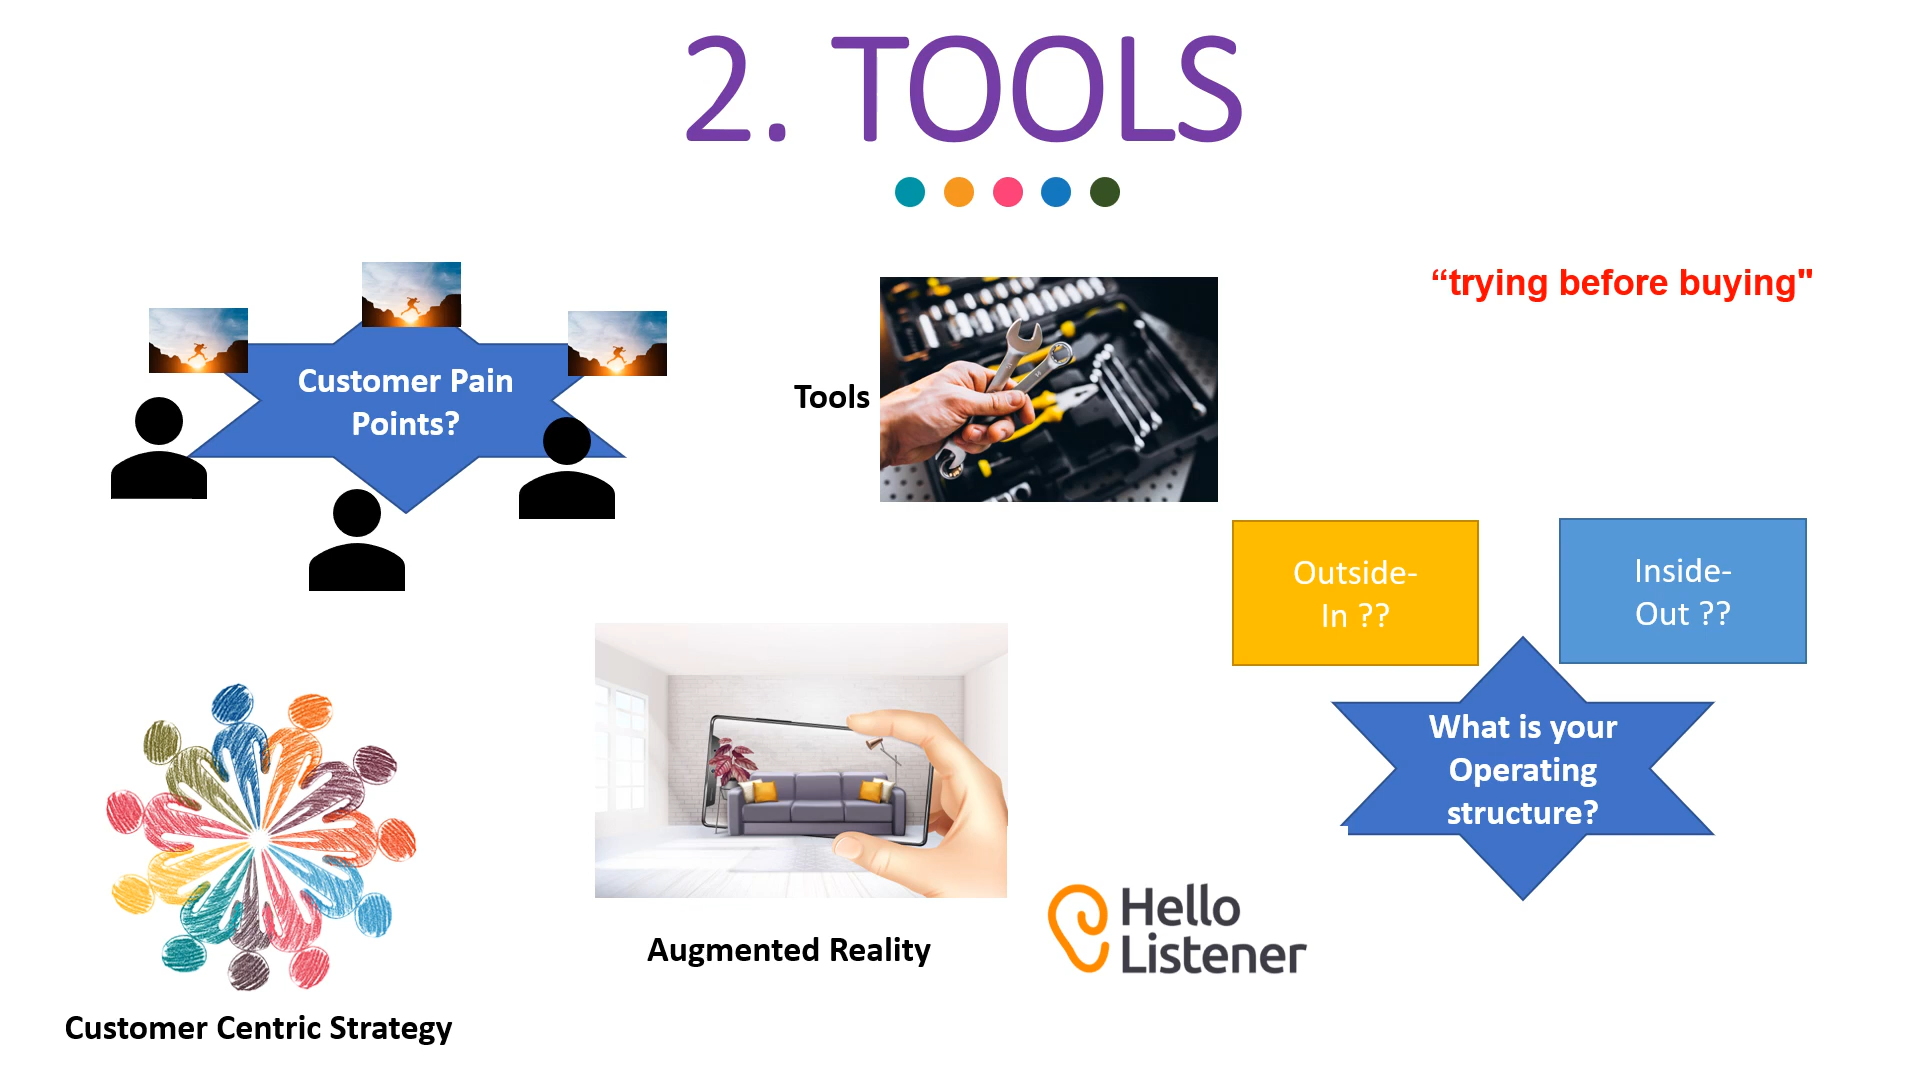 2. TOOLS
“trying before buying"
Customer Pain
Points?
Tools
Outside-
In ??
Inside-
Out ??
What is your
Operating
structure?
Hello
Listener
Augmented Reality
Customer Centric Strategy